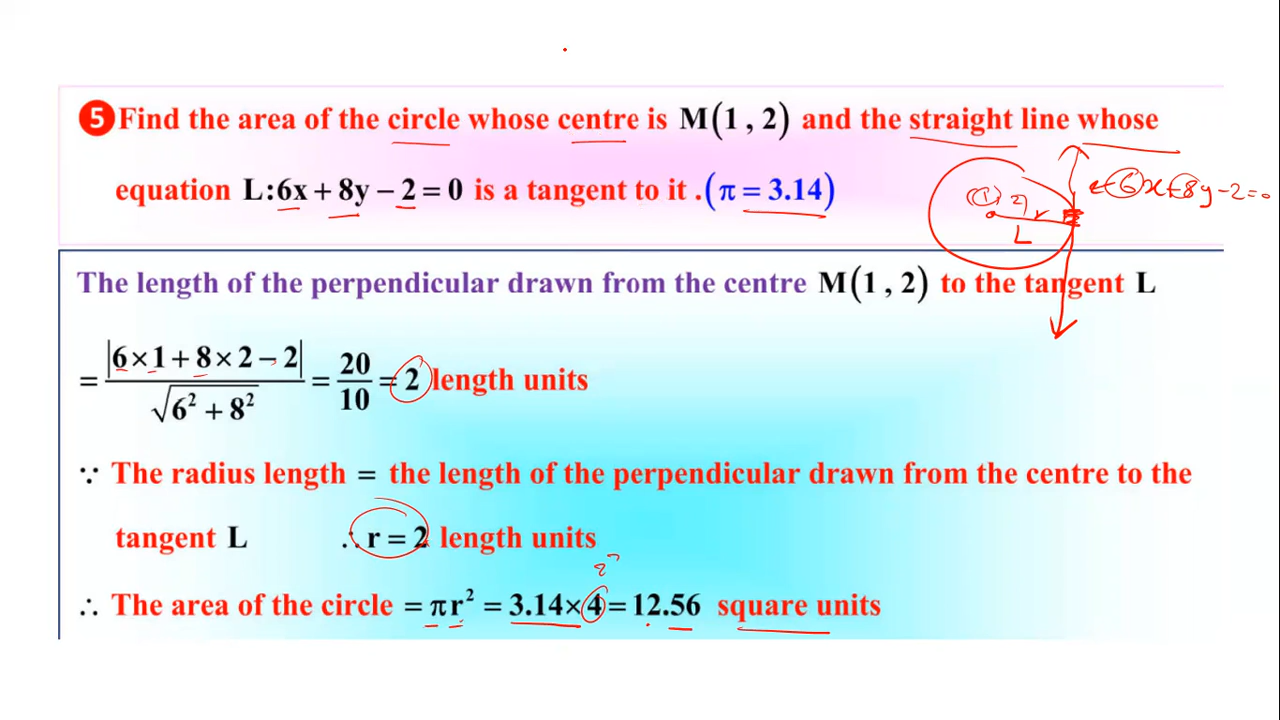 5 Find the area of the circle whose centre is M(1 , 2) and the straight line whose
equation L:6x + 8y − 2 = 0 is a tangent to it .(π = 3.14)
(1, 2) r
L
6x+8y-2=0
The length of the perpendicular drawn from the centre M(1 , 2) to the tangent L
= |6 × 1 + 8 × 2 − 2| / √6² + 8² = 20/10 = 2 length units
∵ The radius length = the length of the perpendicular drawn from the centre to the
tangent L ∴ r = 2 length units
2²
∴ The area of the circle = πr² = 3.14 × 4 = 12.56 square units